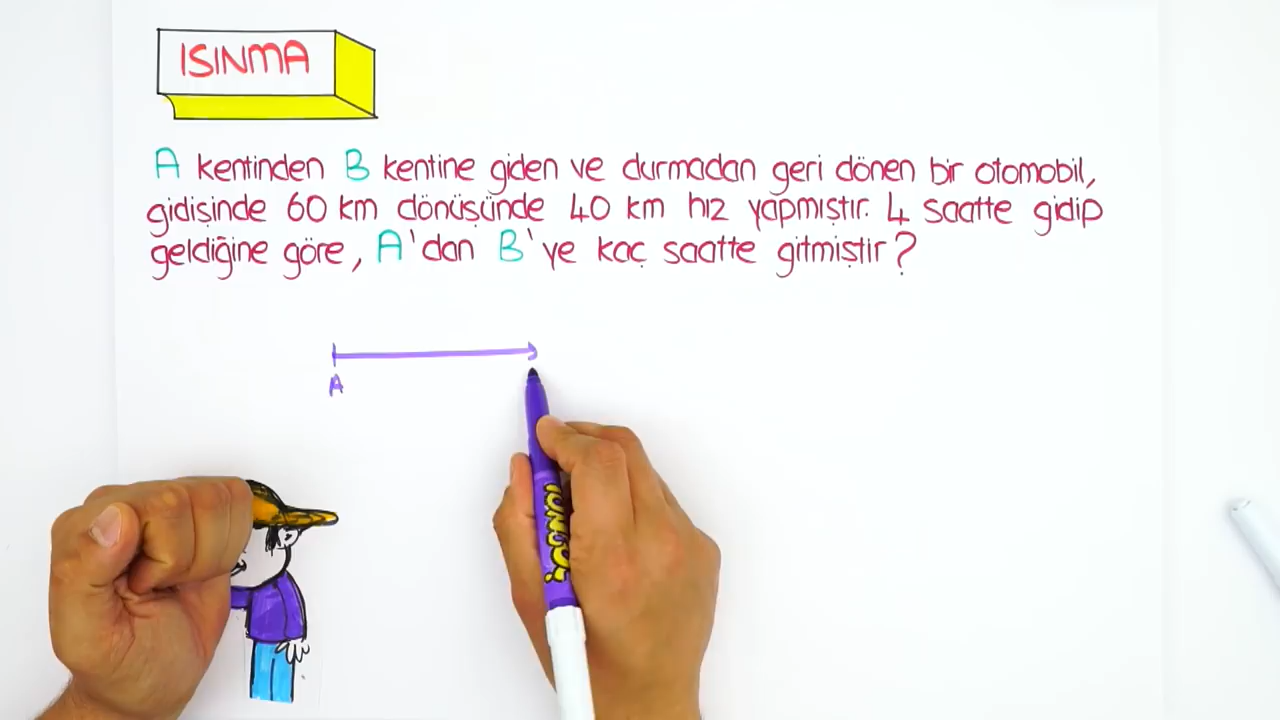 ISINMA
A kentinden B kentine giden ve durmadan geri dönen bir otomobil,
gidişinde 60 km dönüşünde 40 km hız yapmıştır. 4 saatte gidip
geldiğine göre, A'dan B'ye kaç saatte gitmiştir?
A